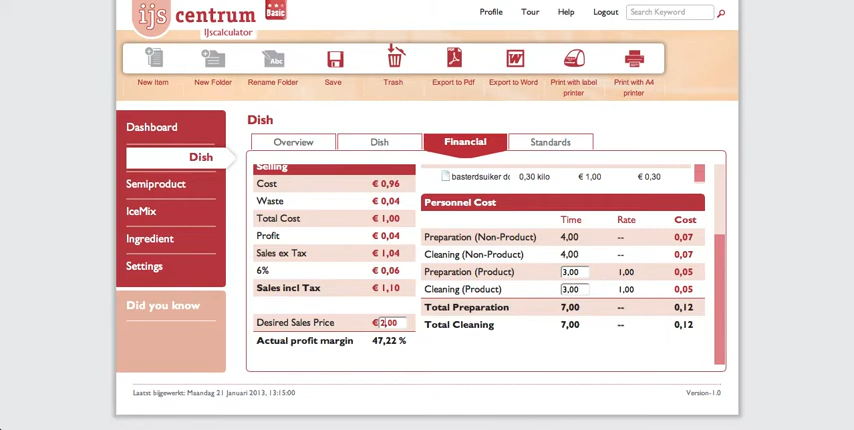 ijs centrum
Basic
IJscalculator
Profile Tour Help Logout Search Keyword
New Item New Folder Rename Folder Save Trash Export to Pdf Export to Word Print with label printer Print with A4 printer
Abc
PDF
W
Dashboard
Dish
Semiproduct
IceMix
Ingredient
Settings
Did you know
Dish
Overview Dish Financial Standards
Selling
Cost € 0,96
Waste € 0,04
Total Cost € 1,00
Profit € 0,04
Sales ex Tax € 1,04
6% € 0,06
Sales incl Tax € 1,10
Desired Sales Price € 2,00
Actual profit margin 47,22 %
basterdsuiker dc 0,30 kilo € 1,00 € 0,30
Personnel Cost
Time Rate Cost
Preparation (Non-Product) 4,00 -- 0,07
Cleaning (Non-Product) 4,00 -- 0,07
Preparation (Product) 3,00 1,00 0,05
Cleaning (Product) 3,00 1,00 0,05
Total Preparation 7,00 -- 0,12
Total Cleaning 7,00 -- 0,12
Laatst bijgewerkt: Maandag 21 Januari 2013, 13:15:00 Version-1.0